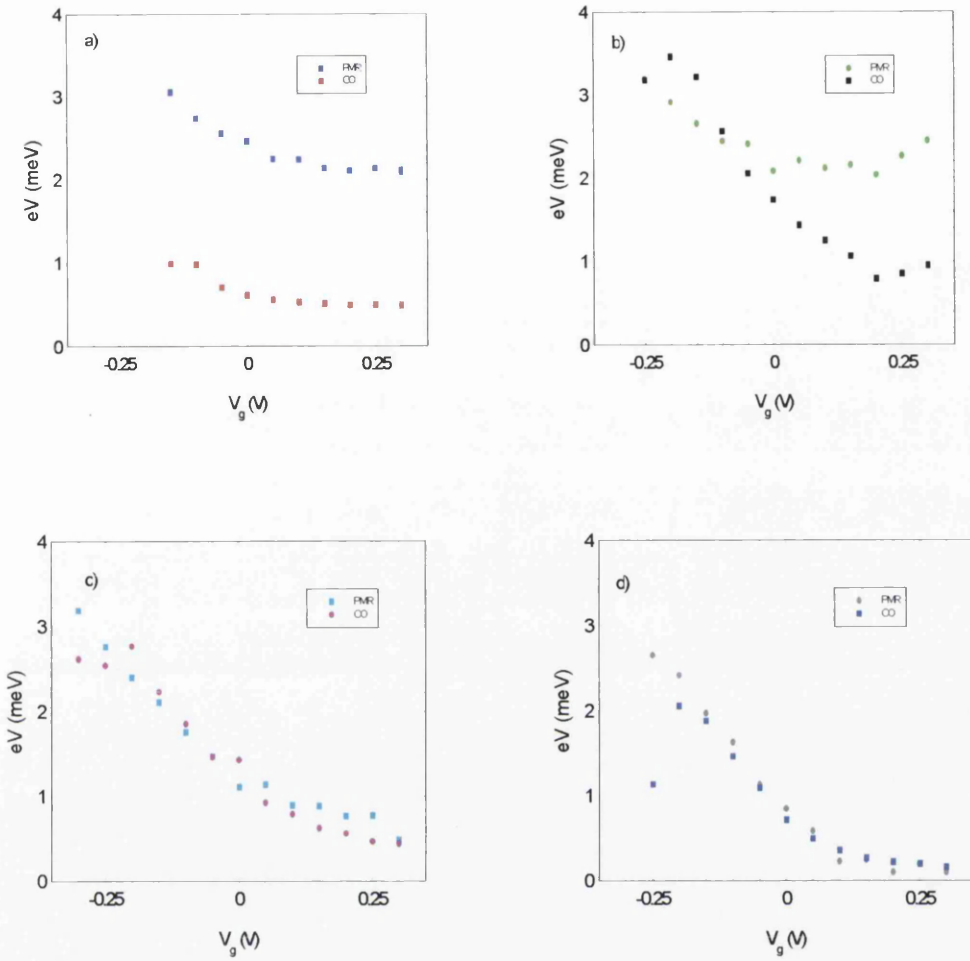 a)
PMR
CO
eV (meV)
4
3
2
1
0
-0.25
0
0.25
V_g (V)
b)
PMR
CO
eV (meV)
4
3
2
1
0
-0.25
0
0.25
V_g (V)
c)
PMR
CO
eV (meV)
4
3
2
1
0
-0.25
0
0.25
V_g (V)
d)
PMR
CO
eV (meV)
4
3
2
1
0
-0.25
0
0.25
V_g (V)